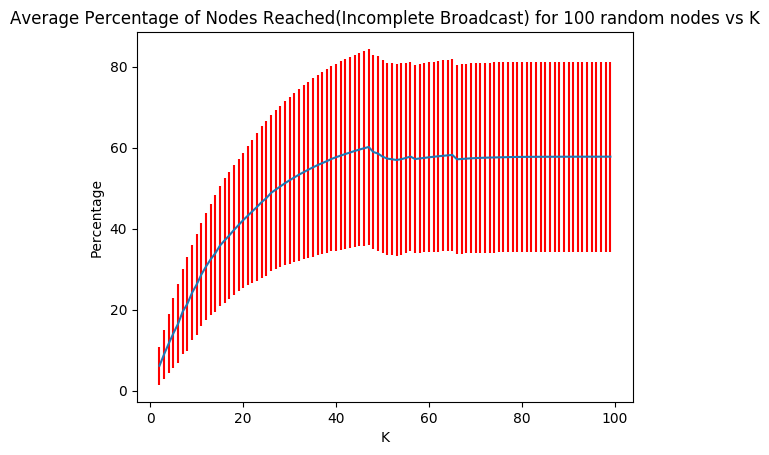 Average Percentage of Nodes Reached(Incomplete Broadcast) for 100 random nodes vs K
80
60
40
20
0
Percentage
0 20 40 60 80 100
K